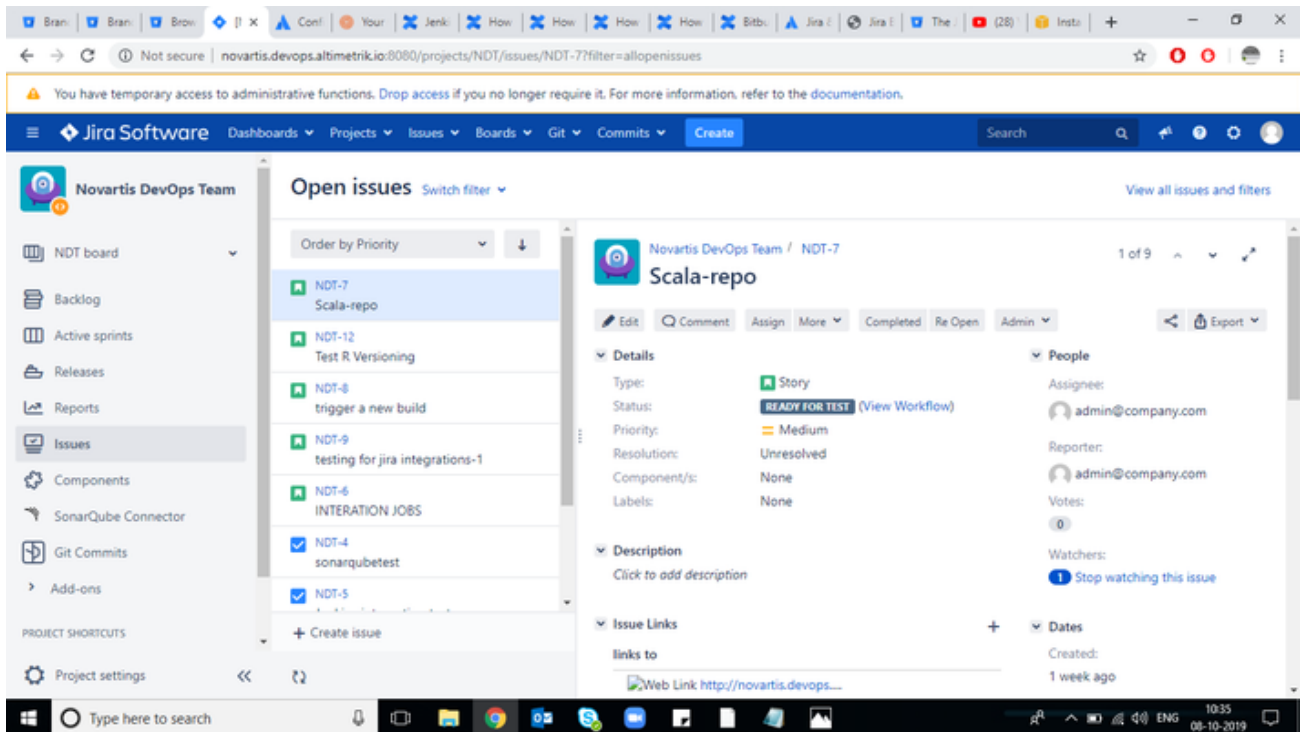 Bran
Bran
Brow
Conf
Your
Jenk
How
How
How
How
Bitbu
Jira
Jira
The
(28)
Insta
Not secure
novartis.devops.altimetrik.io:8080/projects/NDT/issues/NDT-7?filter=allopenissues
You have temporary access to administrative functions. Drop access if you no longer require it. For more information, refer to the documentation.
Jira Software Dashboards Projects Issues Boards Git Commits Create Search
Novartis DevOps Team
NDT board
Backlog
Active sprints
Releases
Reports
Issues
Components
SonarQube Connector
Git Commits
Add-ons
PROJECT SHORTCUTS
Project settings
Open issues Switch filter
View all issues and filters
Order by Priority
NDT-7
Scala-repo
NDT-12
Test R Versioning
NDT-8
trigger a new build
NDT-9
testing for jira integrations-1
NDT-6
INTERATION JOBS
NDT-4
sonarqubetest
NDT-5
+ Create issue
Novartis DevOps Team / NDT-7
1 of 9
Scala-repo
Edit Comment Assign More Completed Re Open Admin Export
Details
Type: Story
Status: READY FOR TEST (View Workflow)
Priority: Medium
Resolution: Unresolved
Component/s: None
Labels: None
Description
Click to add description
Issue Links
links to
Web Link http://novartis.devops....
People
Assignee:
admin@company.com
Reporter:
admin@company.com
Votes:
0
Watchers:
1 Stop watching this issue
Dates
Created:
1 week ago
Type here to search
ENG
10:35
08-10-2019